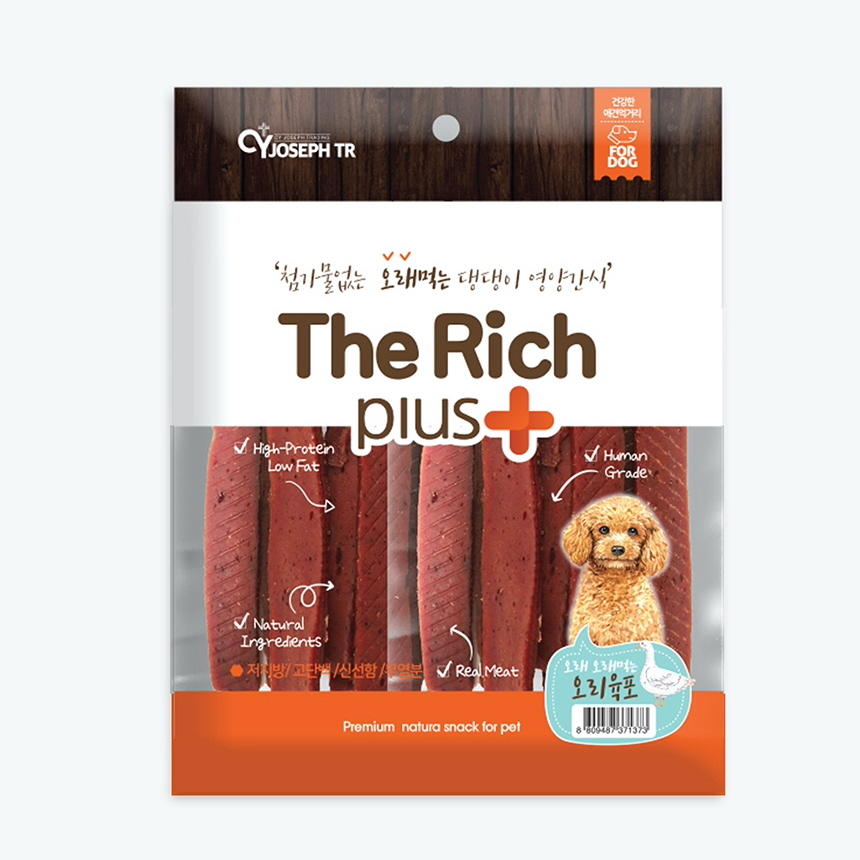 CY JOSEPH TRADING
CYJOSEPH TR
건강한
애견먹거리
FOR
DOG
'첨가물없는 오래먹는 댕댕이 영양간식'
The Rich
plus+
High-Protein
Low Fat
Human
Grade
Natural
Ingredients
저지방/ 고단백 /신선함 /무염분
Real Meat
오래 오래먹는
오리육포
8 809487 371373
Premium natura snack for pet